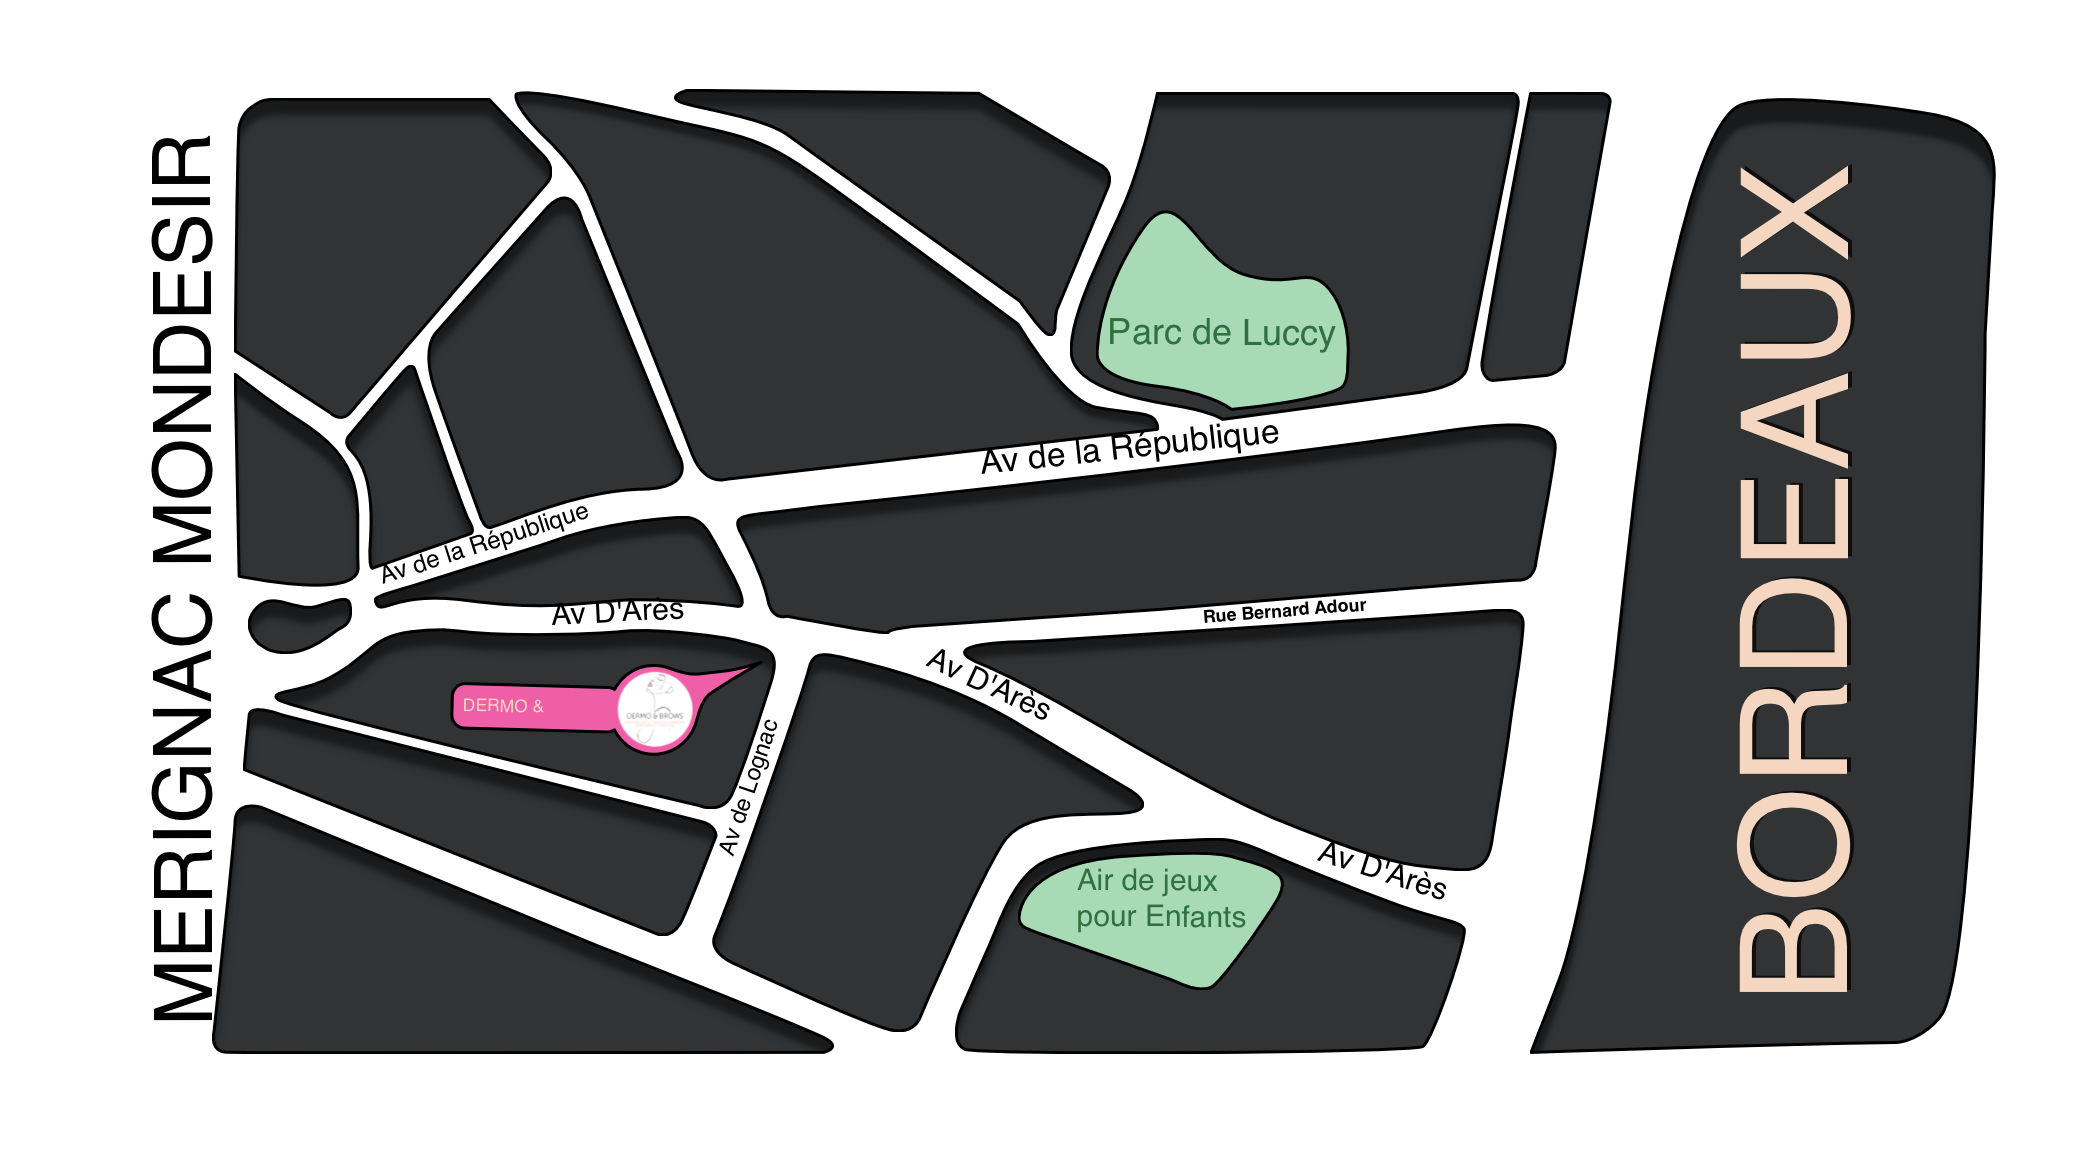 MERIGNAC MONDESIR
BORDEAUX
Parc de Luccy
Av de la République
Av de la République
Av D'Arès
Rue Bernard Adour
Av D'Arès
DERMO &
DERMO & BROWS
Av de Lognac
Av D'Arès
Air de jeux
pour Enfants